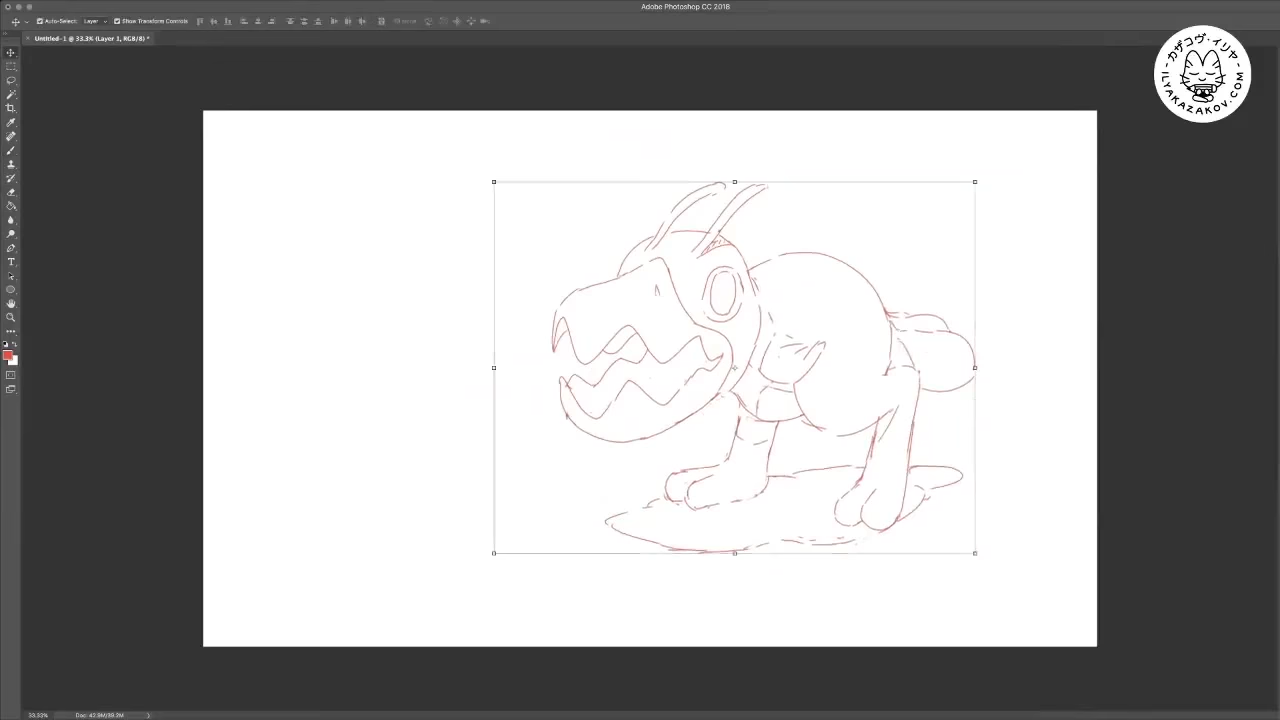 Adobe Photoshop CC 2018
Auto-Select:
Layer
Show Transform Controls
Untitled-1 @ 33.3% (Layer 1, RGB/8) *
カザコヴ・イリヤ
ILYAKAZAKOV.COM
33.33%